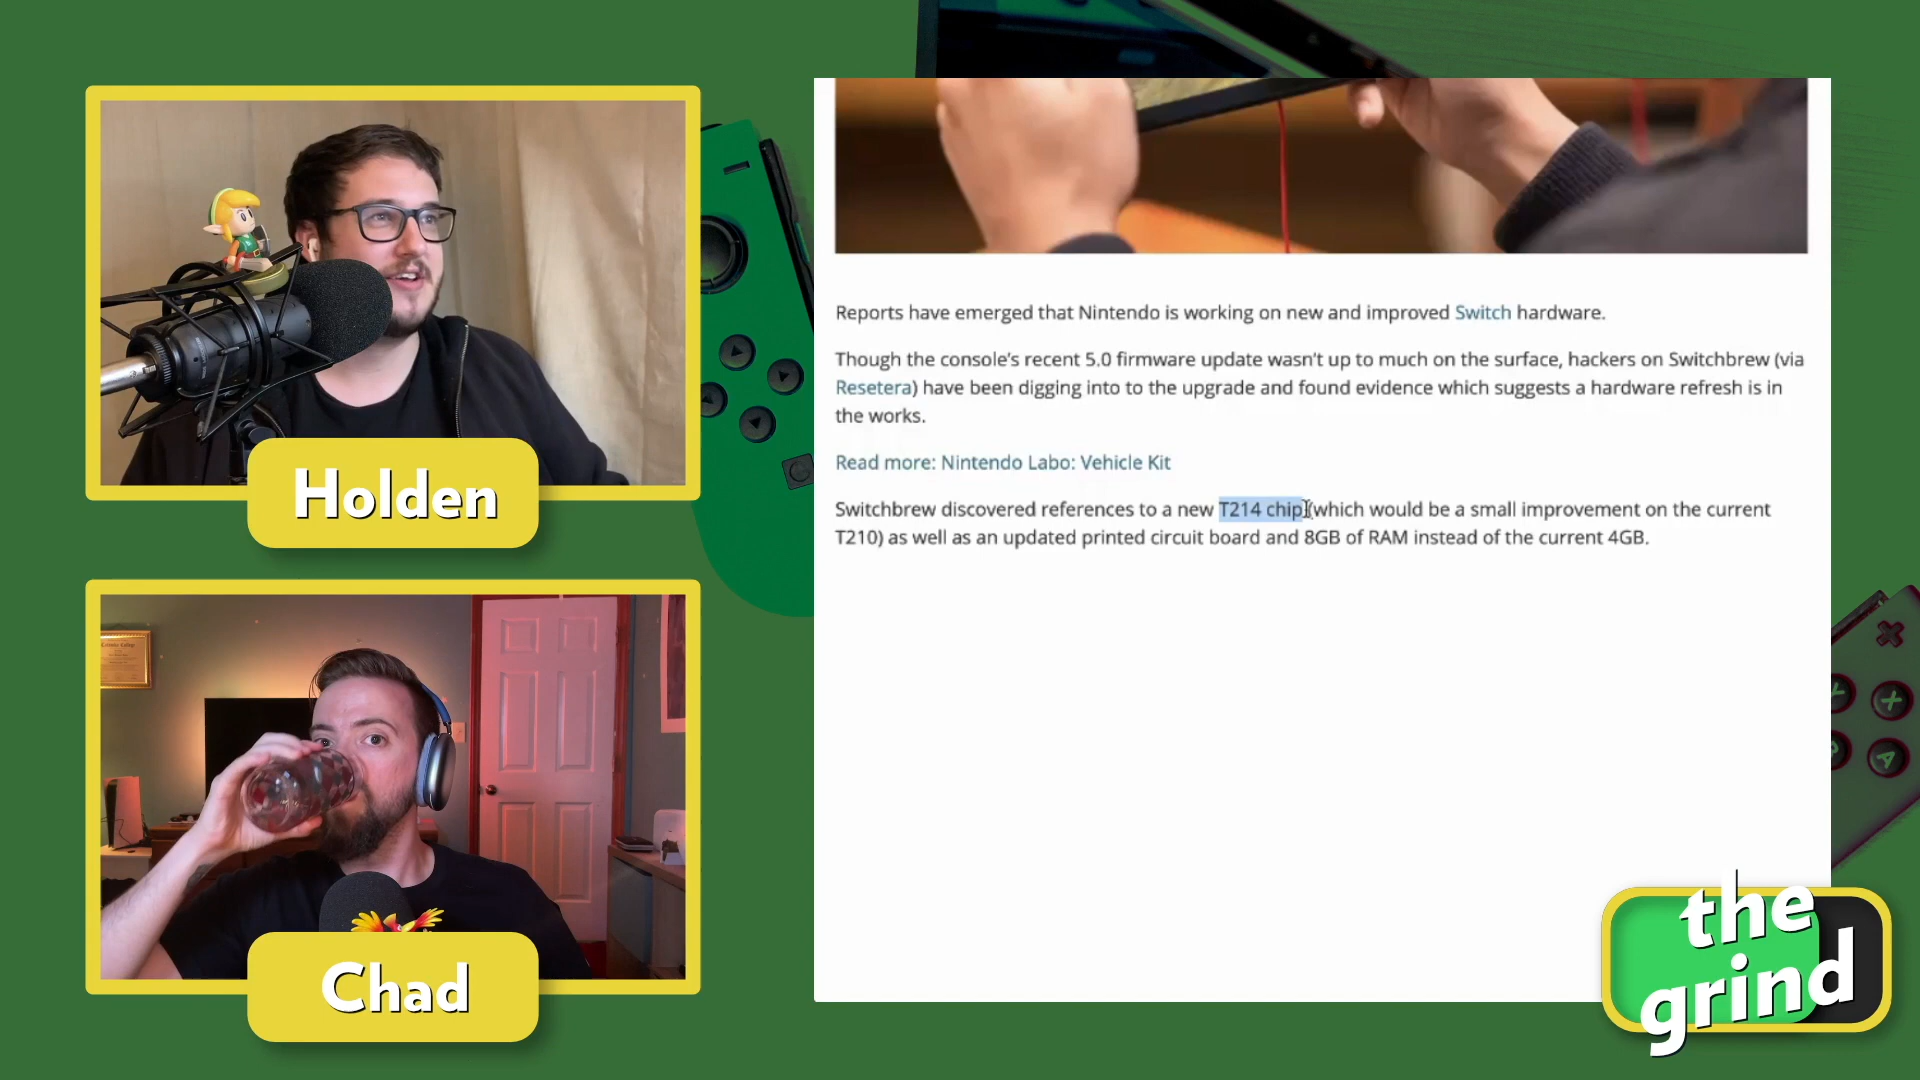 Holden
Chad
Reports have emerged that Nintendo is working on new and improved Switch hardware.
Though the console's recent 5.0 firmware update wasn't up to much on the surface, hackers on Switchbrew (via
Resetera) have been digging into to the upgrade and found evidence which suggests a hardware refresh is in
the works.
Read more: Nintendo Labo: Vehicle Kit
Switchbrew discovered references to a new T214 chip (which would be a small improvement on the current
T210) as well as an updated printed circuit board and 8GB of RAM instead of the current 4GB.
X
Y
A
the
grind